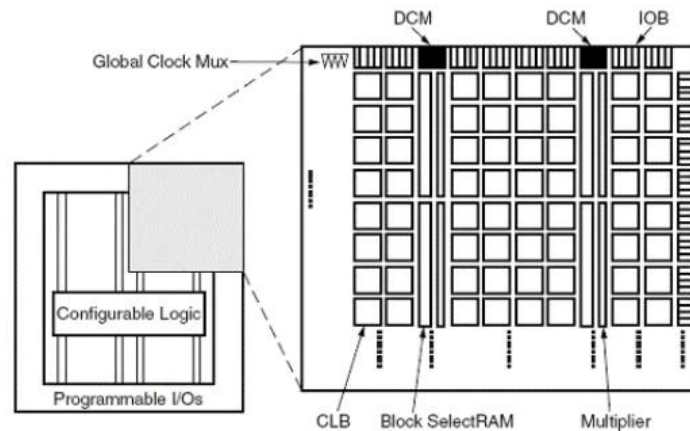 DCM
DCM
IOB
Global Clock Mux
Configurable Logic
Programmable I/Os
CLB
Block SelectRAM
Multiplier